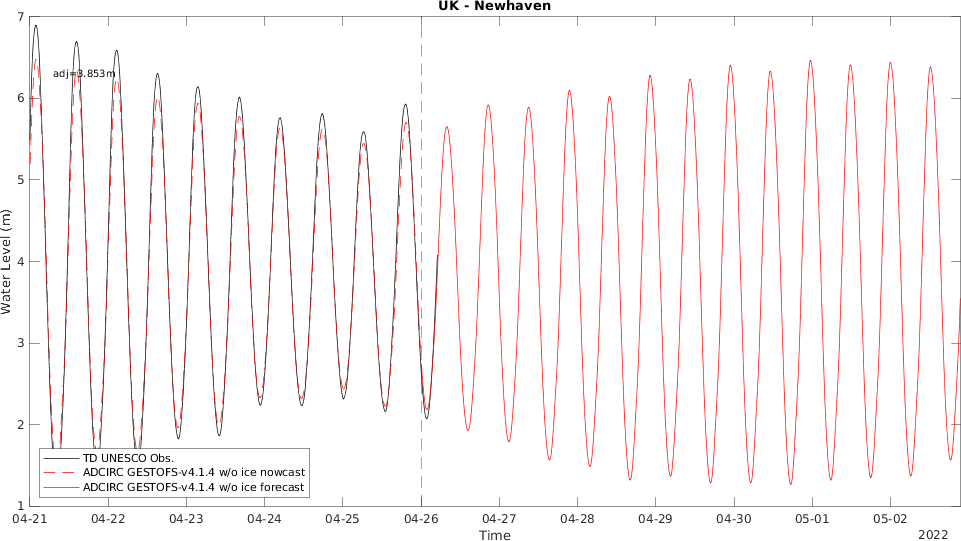 UK - Newhaven
7
adj=3.853m
6
5
4
3
2
1
Water Level (m)
TD UNESCO Obs.
ADCIRC GESTOFS-v4.1.4 w/o ice nowcast
ADCIRC GESTOFS-v4.1.4 w/o ice forecast
04-21 04-22 04-23 04-24 04-25 04-26 04-27 04-28 04-29 04-30 05-01 05-02
Time
2022